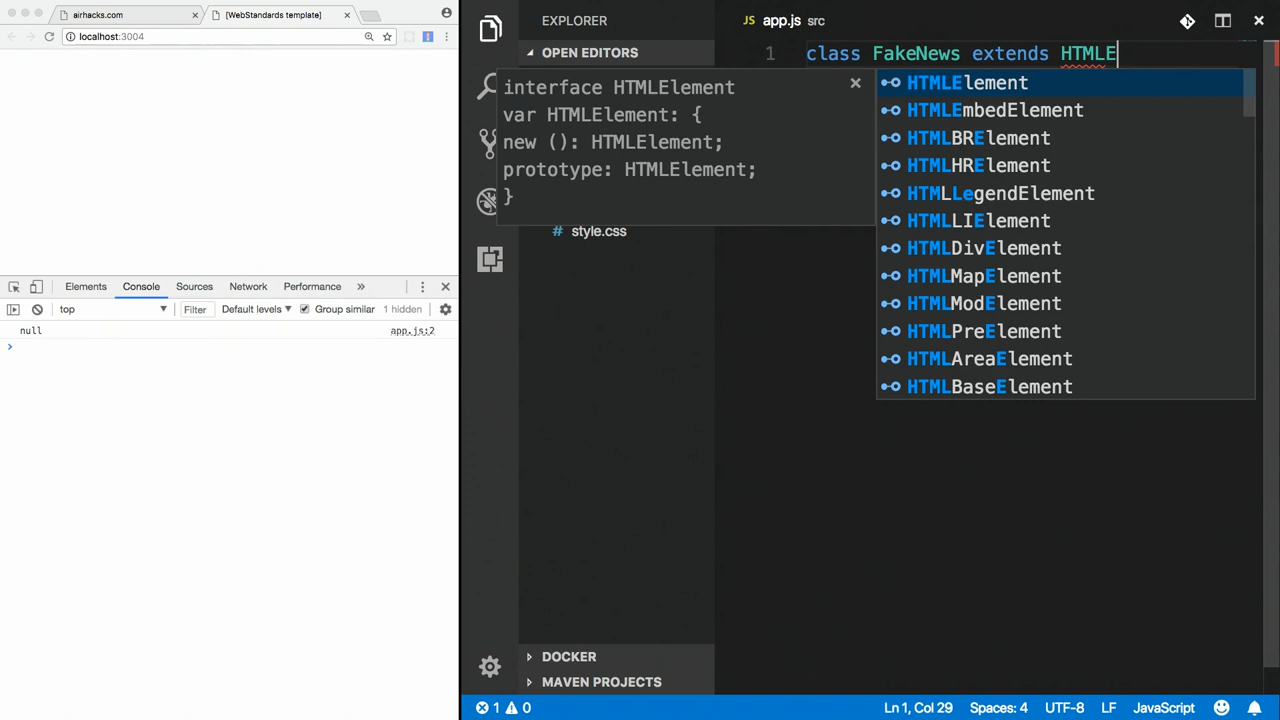 airhacks.com
[WebStandards template]
localhost:3004
Elements Console Sources Network Performance »
top Filter Default levels Group similar 1 hidden
null app.js:2
EXPLORER
OPEN EDITORS
# style.css
DOCKER
MAVEN PROJECTS
JS app.js src
1 class FakeNews extends HTMLE
interface HTMLElement
var HTMLElement: {
new (): HTMLElement;
prototype: HTMLElement;
}
HTMLElement
HTMLEmbedElement
HTMLBRElement
HTMLHRElement
HTMLLegendElement
HTMLLIElement
HTMLDivElement
HTMLMapElement
HTMLModElement
HTMLPreElement
HTMLAreaElement
HTMLBaseElement
1 0 Ln 1, Col 29 Spaces: 4 UTF-8 LF JavaScript